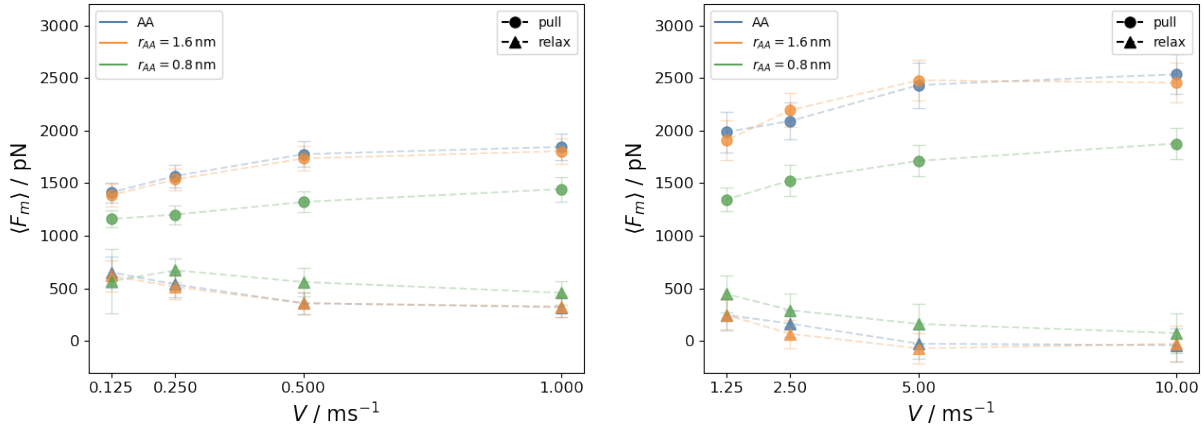 AA
r_AA = 1.6 nm
r_AA = 0.8 nm
pull
relax
3000
2500
2000
1500
1000
500
0
⟨F_m⟩ / pN
0.125 0.250 0.500 1.000
V / ms⁻¹
AA
r_AA = 1.6 nm
r_AA = 0.8 nm
pull
relax
3000
2500
2000
1500
1000
500
0
⟨F_m⟩ / pN
1.25 2.50 5.00 10.00
V / ms⁻¹